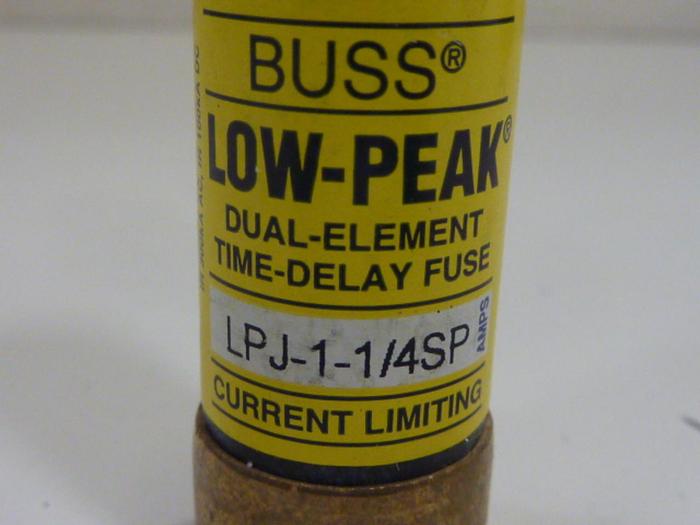 BUSS®
LOW-PEAK®
DUAL-ELEMENT
TIME-DELAY FUSE
LPJ-1-1/4SP AMPS
CURRENT LIMITING